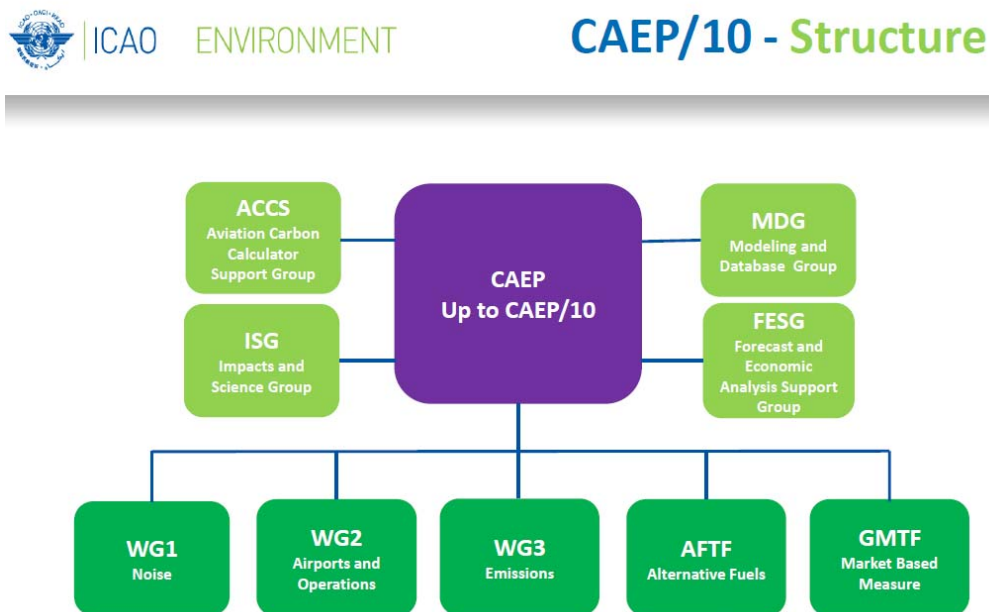 ICAO ENVIRONMENT
CAEP/10 - Structure
ACCS
Aviation Carbon
Calculator
Support Group
CAEP
Up to CAEP/10
MDG
Modeling and
Database Group
ISG
Impacts and
Science Group
FESG
Forecast and
Economic
Analysis Support
Group
WG1
Noise
WG2
Airports and
Operations
WG3
Emissions
AFTF
Alternative Fuels
GMTF
Market Based
Measure